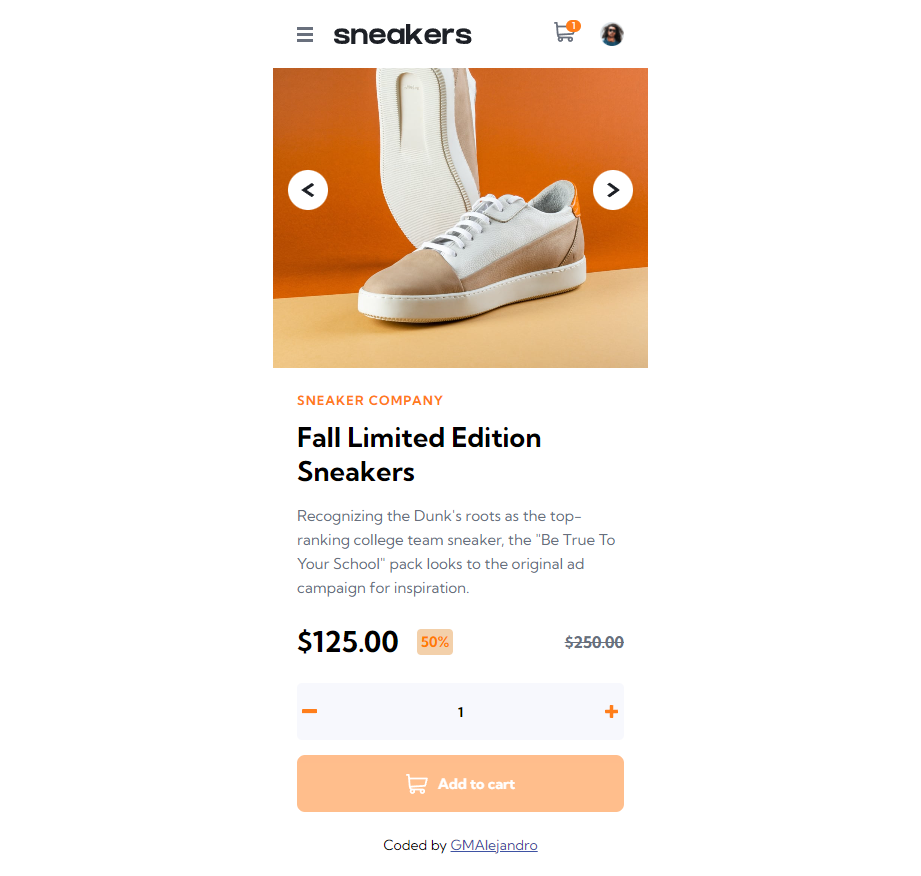 sneakers
1
SNEAKER COMPANY
Fall Limited Edition
Sneakers
Recognizing the Dunk's roots as the top-
ranking college team sneaker, the "Be True To
Your School" pack looks to the original ad
campaign for inspiration.
$125.00 50% $250.00
1
Add to cart
Coded by GMAlejandro